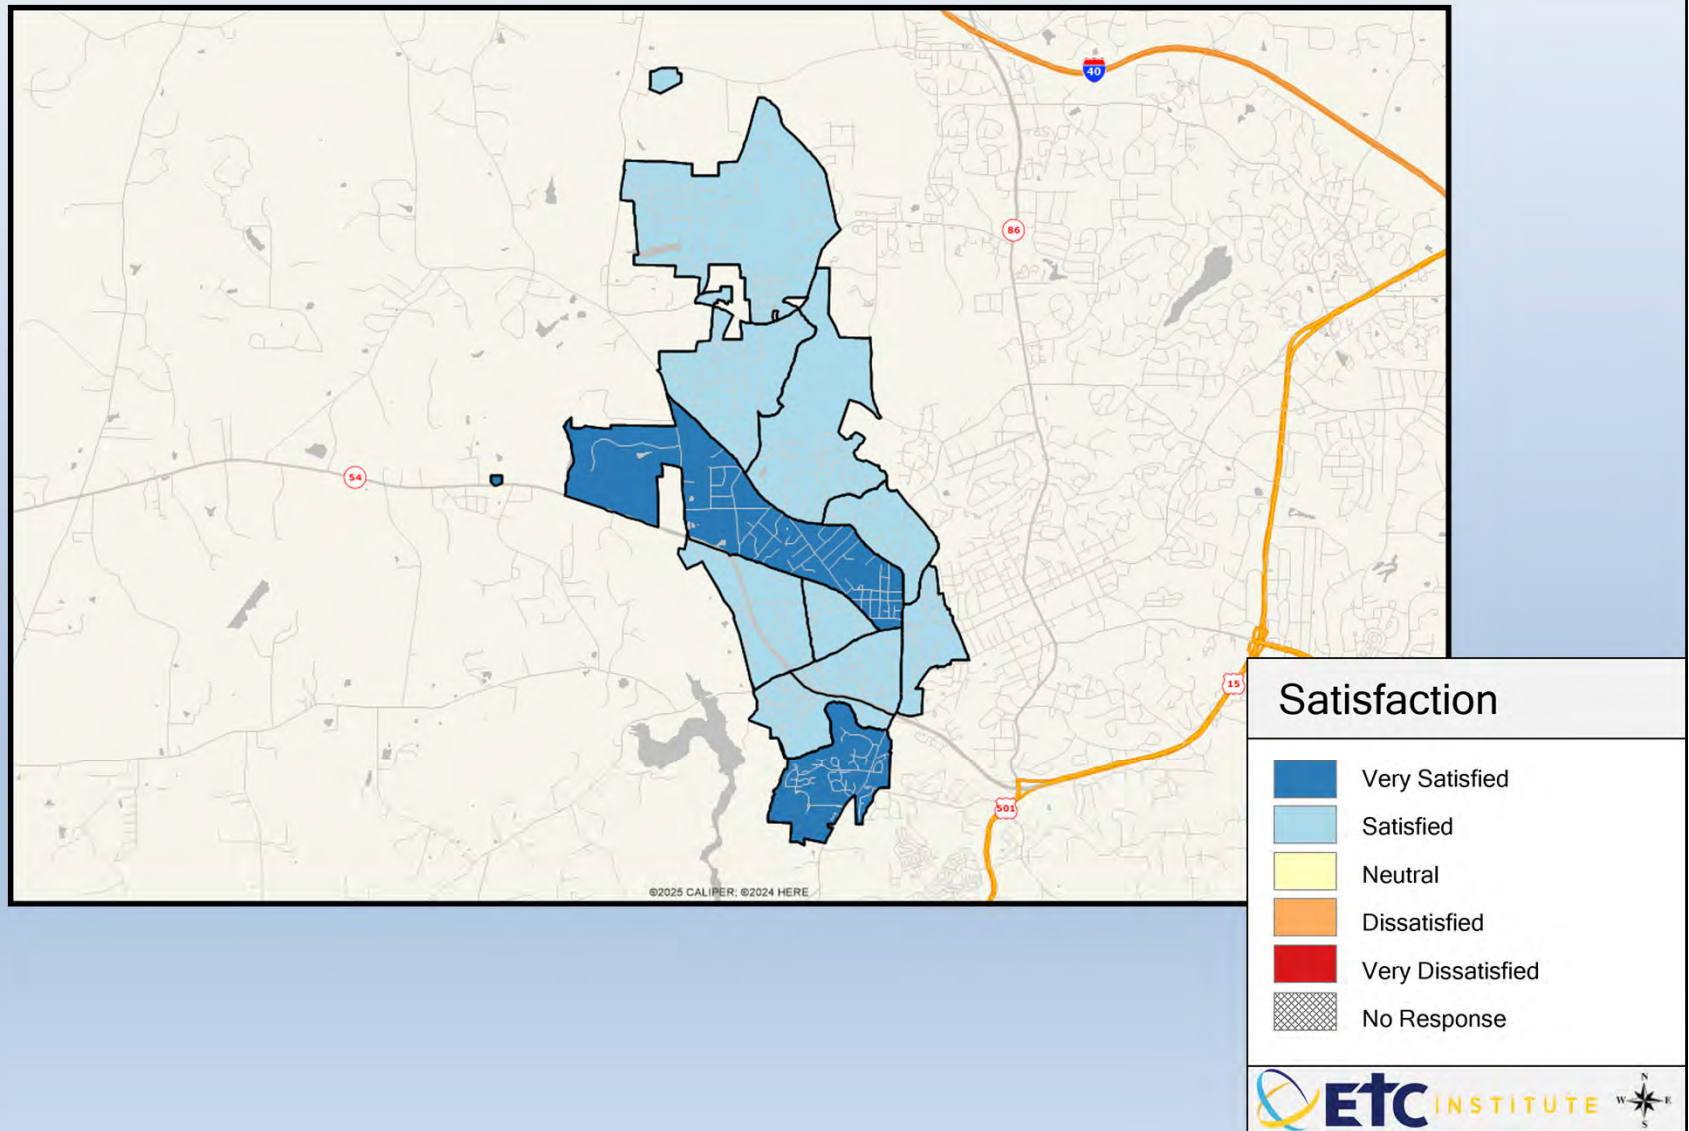 40
86
54
15
501
©2025 CALIPER; ©2024 HERE
Satisfaction
Very Satisfied
Satisfied
Neutral
Dissatisfied
Very Dissatisfied
No Response
ETC INSTITUTE
N
W E
S